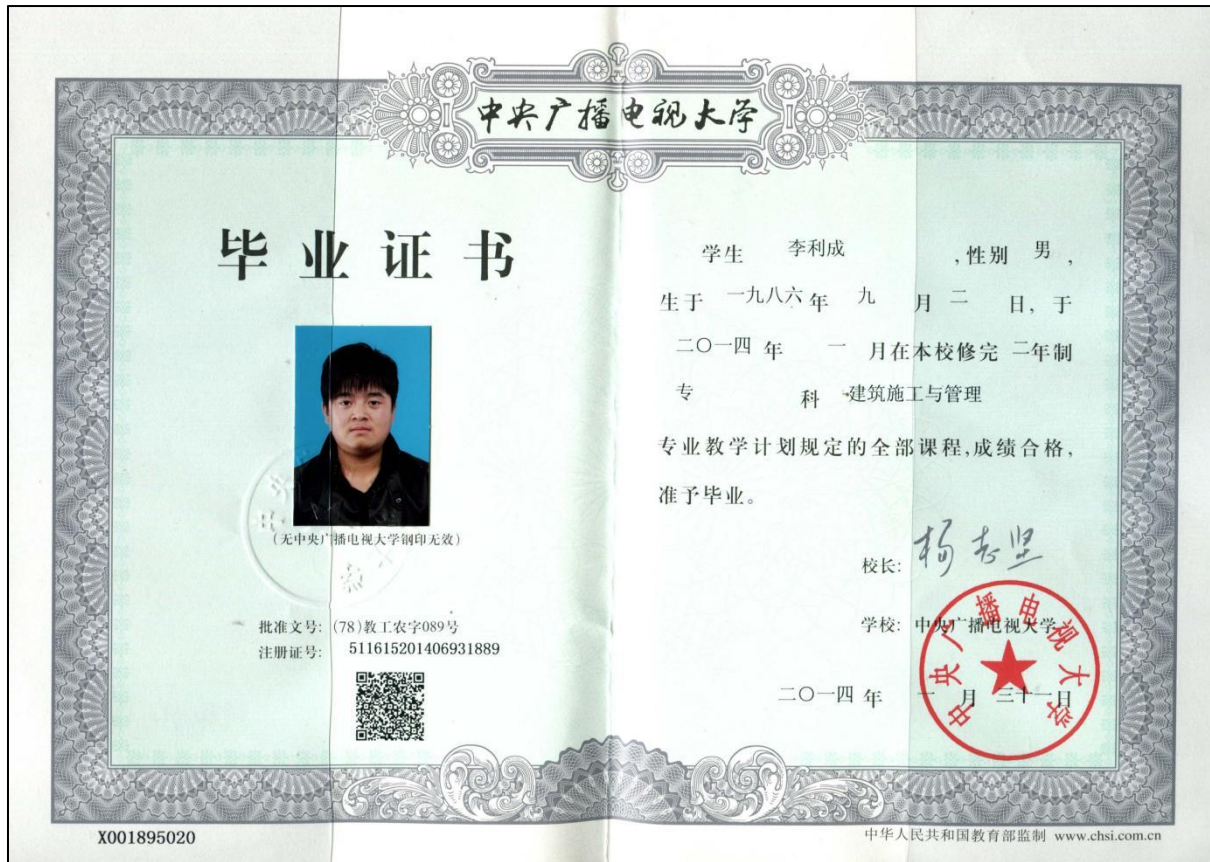 中央广播电视大学
毕业证书
(无中央广播电视大学钢印无效)
批准文号: (78)教工农字089号
注册证号: 511615201406931889
X001895020
学生 李利成 ,性别 男 ,
生于 一九八六 年 九 月 二 日, 于
二〇一四 年 一 月在本校修完 二年制
专 科 建筑施工与管理
专业教学计划规定的全部课程,成绩合格,
准予毕业。
校长: 杨志坚
学校: 中央广播电视大学
中央广播电视大学
二〇一四 年 一 月 三十一日
中华人民共和国教育部监制 www.chsi.com.cn